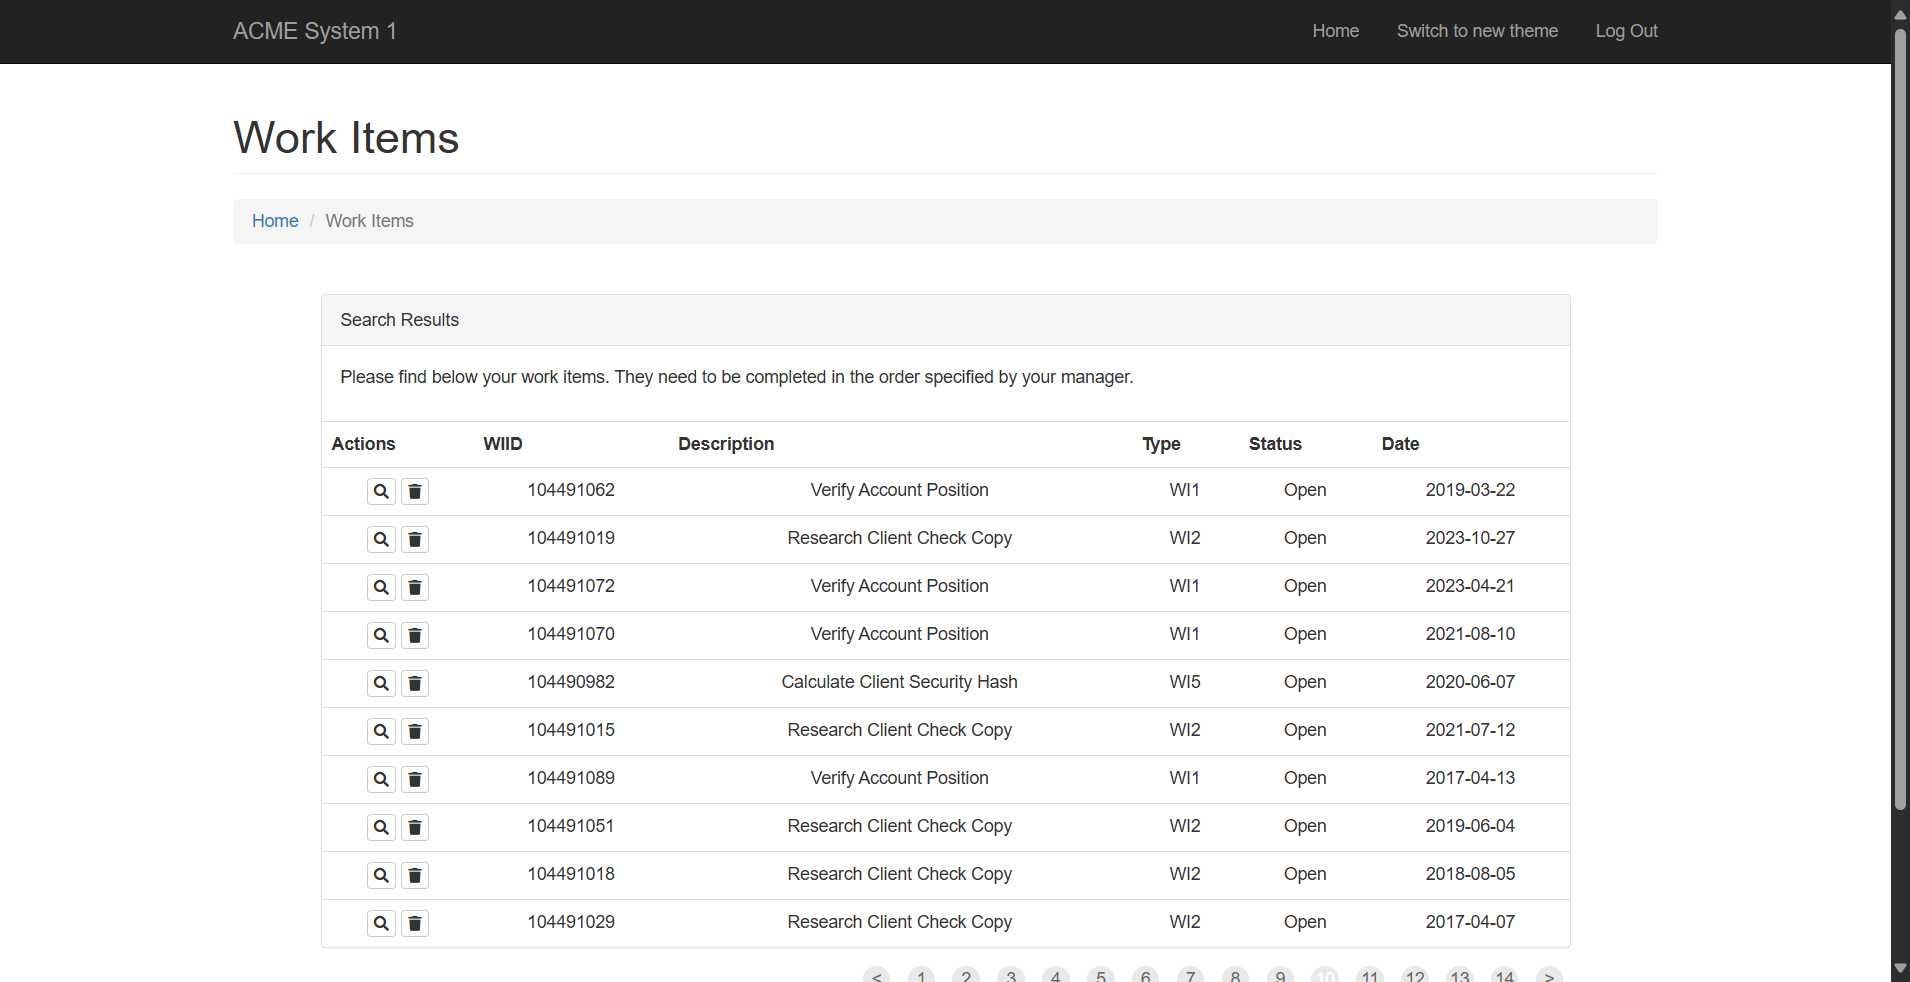 ACME System 1 Home Switch to new theme Log Out
Work Items
Home / Work Items
Search Results
Please find below your work items. They need to be completed in the order specified by your manager.
Actions WIID Description Type Status Date
104491062 Verify Account Position WI1 Open 2019-03-22
104491019 Research Client Check Copy WI2 Open 2023-10-27
104491072 Verify Account Position WI1 Open 2023-04-21
104491070 Verify Account Position WI1 Open 2021-08-10
104490982 Calculate Client Security Hash WI5 Open 2020-06-07
104491015 Research Client Check Copy WI2 Open 2021-07-12
104491089 Verify Account Position WI1 Open 2017-04-13
104491051 Research Client Check Copy WI2 Open 2019-06-04
104491018 Research Client Check Copy WI2 Open 2018-08-05
104491029 Research Client Check Copy WI2 Open 2017-04-07
< 1 2 3 4 5 6 7 8 9 10 11 12 13 14 >